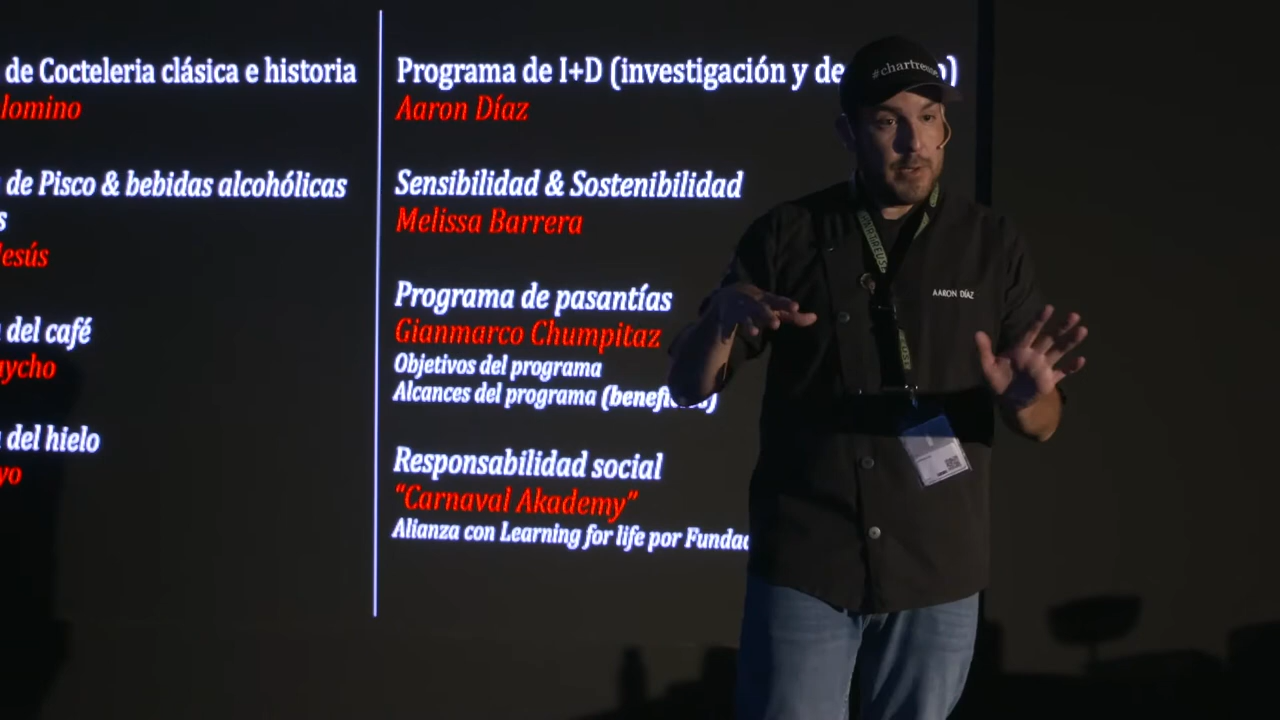 de Cocteleria clásica e historia
lomino
de Pisco & bebidas alcohólicas
s
Jesús
del café
aycho
del hielo
yo
Programa de I+D (investigación y de
Aaron Díaz
Sensibilidad & Sostenibilidad
Melissa Barrera
Programa de pasantías
Gianmarco Chumpitaz
Objetivos del programa
Alcances del programa (benefi
Responsabilidad social
"Carnaval Akademy"
Alianza con Learning for life por Fundac
#chartreuse
AARON DÍAZ